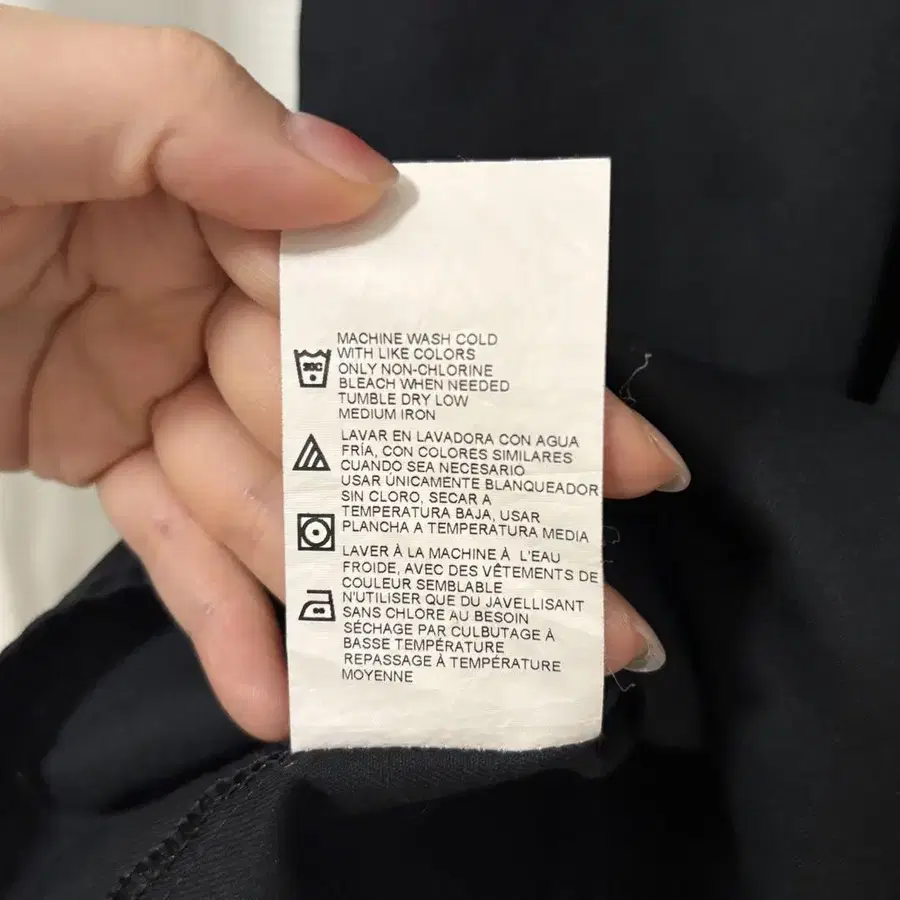 MACHINE WASH COLD
WITH LIKE COLORS
ONLY NON-CHLORINE
BLEACH WHEN NEEDED
TUMBLE DRY LOW
MEDIUM IRON
30C
LAVAR EN LAVADORA CON AGUA
FRÍA, CON COLORES SIMILARES
CUANDO SEA NECESARIO
USAR ÚNICAMENTE BLANQUEADOR
SIN CLORO, SECAR A
TEMPERATURA BAJA, USAR
PLANCHA A TEMPERATURA MEDIA
LAVER À LA MACHINE À L'EAU
FROIDE, AVEC DES VÊTEMENTS DE
COULEUR SEMBLABLE
N'UTILISER QUE DU JAVELLISANT
SANS CHLORE AU BESOIN
SÉCHAGE PAR CULBUTAGE À
BASSE TEMPÉRATURE
REPASSAGE À TEMPÉRATURE
MOYENNE